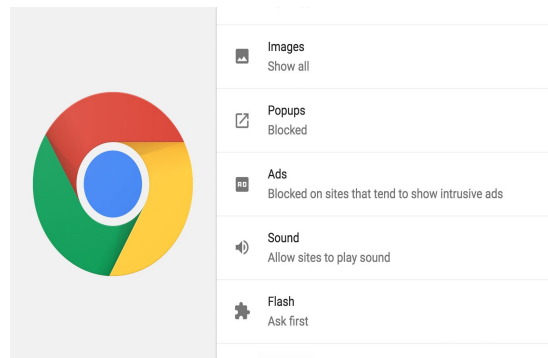 Images
Show all
Popups
Blocked
Ads
Blocked on sites that tend to show intrusive ads
Sound
Allow sites to play sound
Flash
Ask first